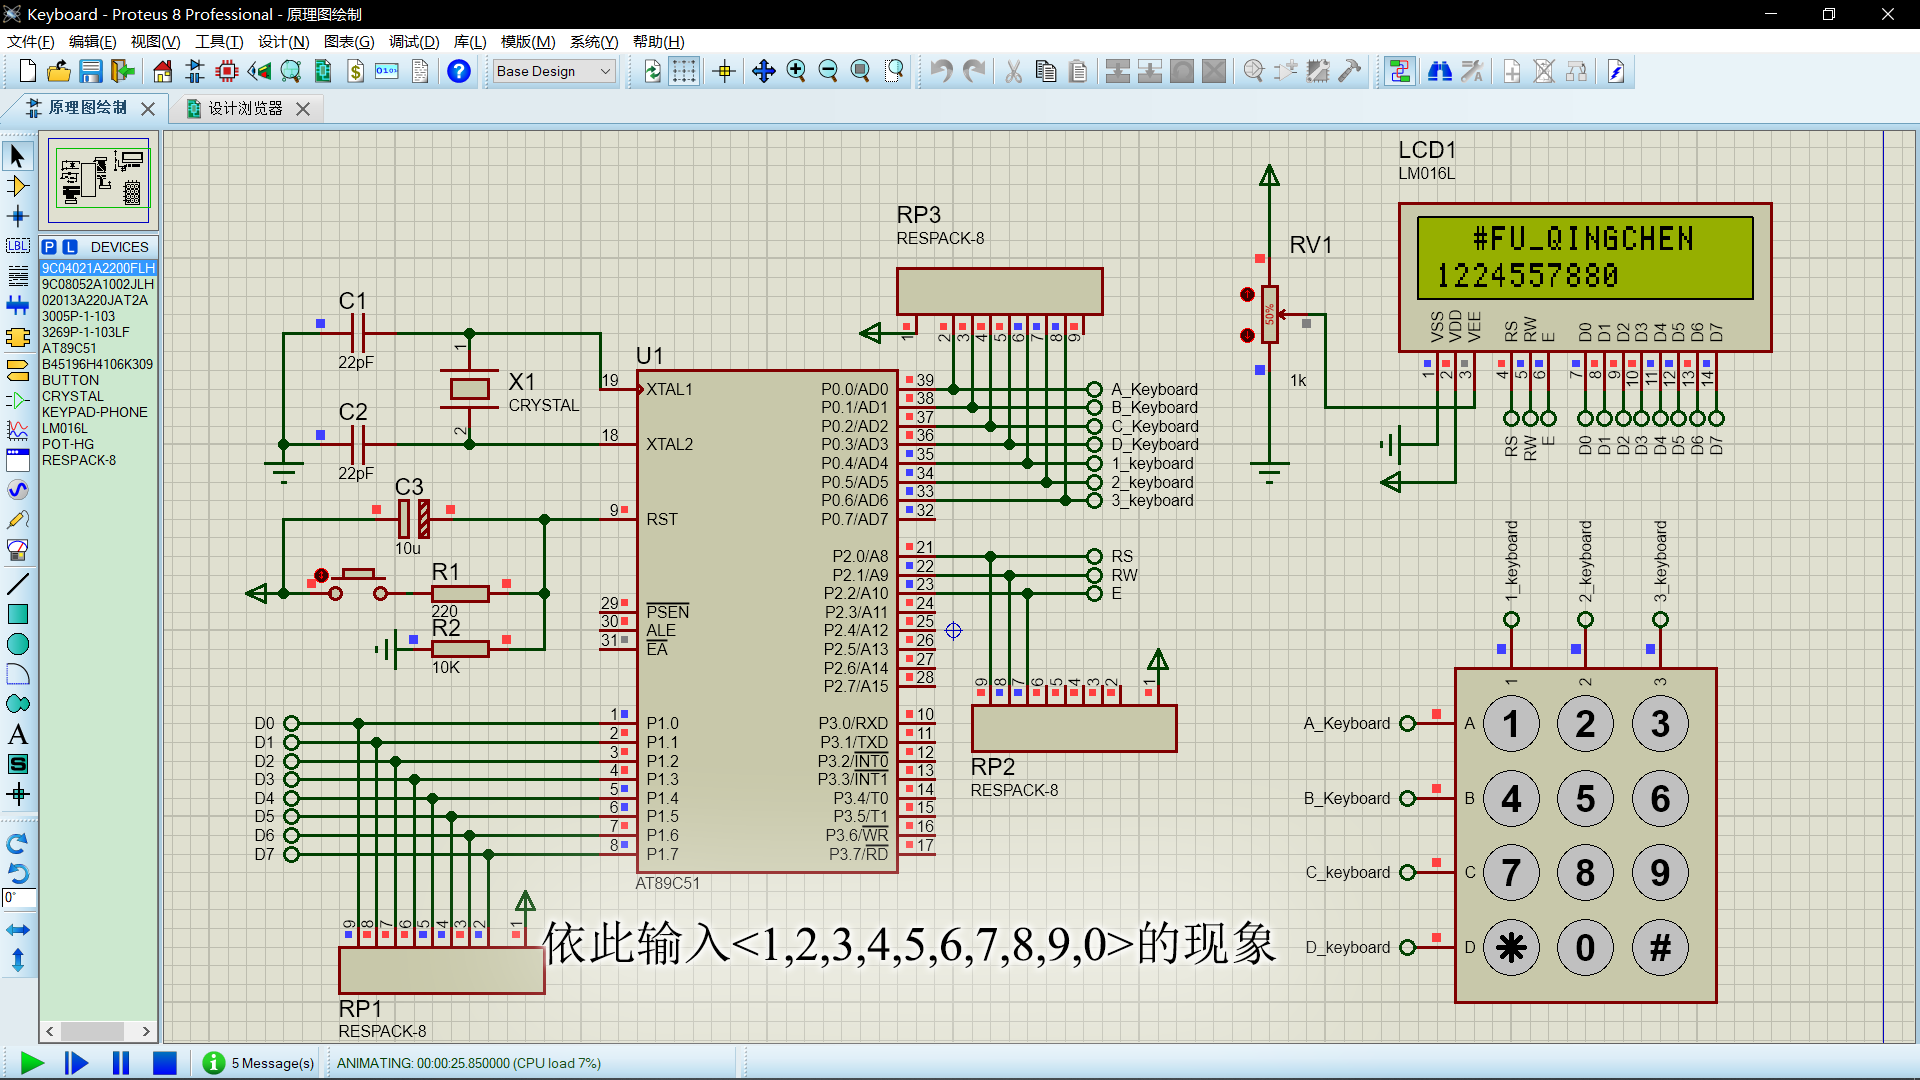 Keyboard - Proteus 8 Professional - 原理图绘制
文件(F) 编辑(E) 视图(V) 工具(T) 设计(N) 图表(G) 调试(D) 库(L) 模版(M) 系统(Y) 帮助(H)
Base Design
原理图绘制
设计浏览器
P L DEVICES
9C04021A2200FLH
9C08052A1002JLH
02013A220JAT2A
3005P-1-103
3269P-1-103LF
AT89C51
B45196H4106K309
BUTTON
CRYSTAL
KEYPAD-PHONE
LM016L
POT-HG
RESPACK-8
LBL
A
S
0°
C1
22pF
C2
22pF
X1
CRYSTAL
1
2
C3
10u
R1
220
R2
10K
U1
AT89C51
19 XTAL1
18 XTAL2
9 RST
29 PSEN
30 ALE
31 EA
D0 1 P1.0
D1 2 P1.1
D2 3 P1.2
D3 4 P1.3
D4 5 P1.4
D5 6 P1.5
D6 7 P1.6
D7 8 P1.7
P0.0/AD0 39 A_Keyboard
P0.1/AD1 38 B_Keyboard
P0.2/AD2 37 C_Keyboard
P0.3/AD3 36 D_Keyboard
P0.4/AD4 35 1_keyboard
P0.5/AD5 34 2_keyboard
P0.6/AD6 33 3_keyboard
P0.7/AD7 32
P2.0/A8 21 RS
P2.1/A9 22 RW
P2.2/A10 23 E
P2.3/A11 24
P2.4/A12 25
P2.5/A13 26
P2.6/A14 27
P2.7/A15 28
P3.0/RXD 10
P3.1/TXD 11
P3.2/INT0 12
P3.3/INT1 13
P3.4/T0 14
P3.5/T1 15
P3.6/WR 16
P3.7/RD 17
RP3
RESPACK-8
1 2 3 4 5 6 7 8 9
RP2
RESPACK-8
9 8 7 6 5 4 3 2 1
RP1
RESPACK-8
9 8 7 6 5 4 3 2 1
RV1
50%
1k
LCD1
LM016L
#FU_QINGCHEN
1224557880
VSS VDD VEE RS RW E D0 D1 D2 D3 D4 D5 D6 D7
1 2 3 4 5 6 7 8 9 10 11 12 13 14
RS RW E D0 D1 D2 D3 D4 D5 D6 D7
1_keyboard 2_keyboard 3_keyboard
1 2 3
A_Keyboard A 1 2 3
B_Keyboard B 4 5 6
C_keyboard C 7 8 9
D_keyboard D * 0 #
依此输入<1,2,3,4,5,6,7,8,9,0>的现象
5 Message(s)
ANIMATING: 00:00:25.850000 (CPU load 7%)